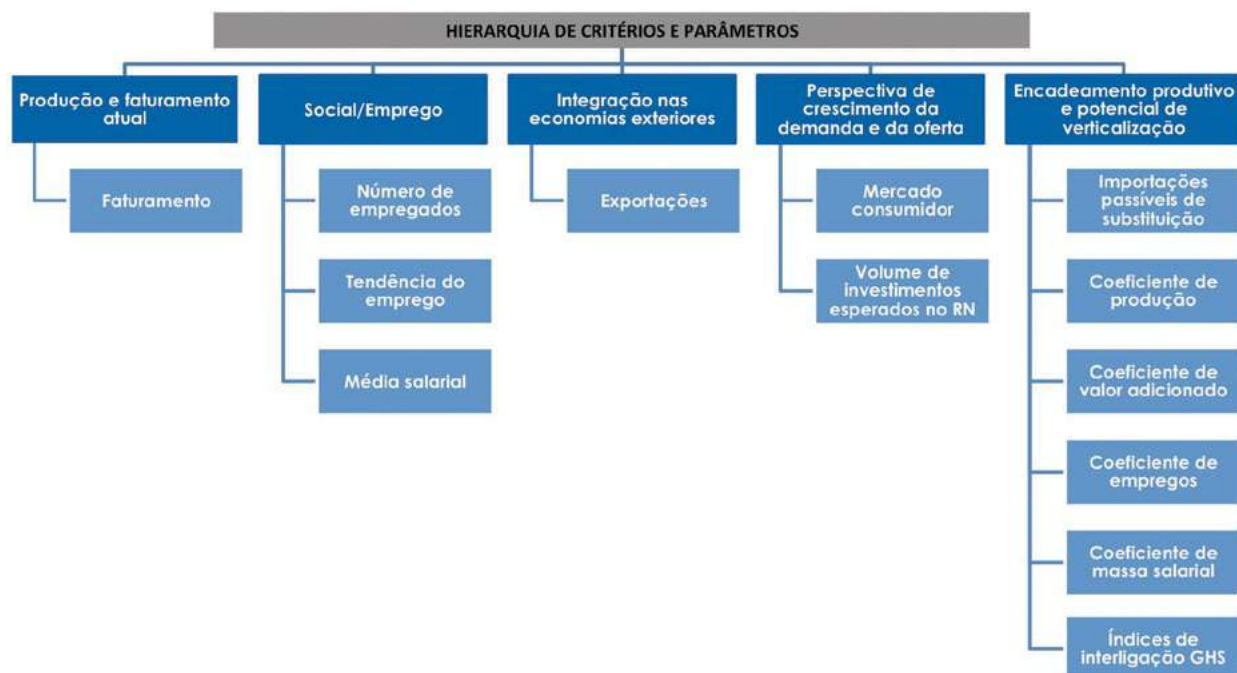 HIERARQUIA DE CRITÉRIOS E PARÂMETROS
Produção e faturamento
atual
Faturamento
Social/Emprego
Número de
empregados
Tendência do
emprego
Média salarial
Integração nas
economias exteriores
Exportações
Perspectiva de
crescimento da
demanda e da oferta
Mercado
consumidor
Volume de
investimentos
esperados no RN
Encadeamento produtivo
e potencial de
verticalização
Importações
passíveis de
substituição
Coeficiente de
produção
Coeficiente de
valor adicionado
Coeficiente de
empregos
Coeficiente de
massa salarial
Índices de
interligação GHS